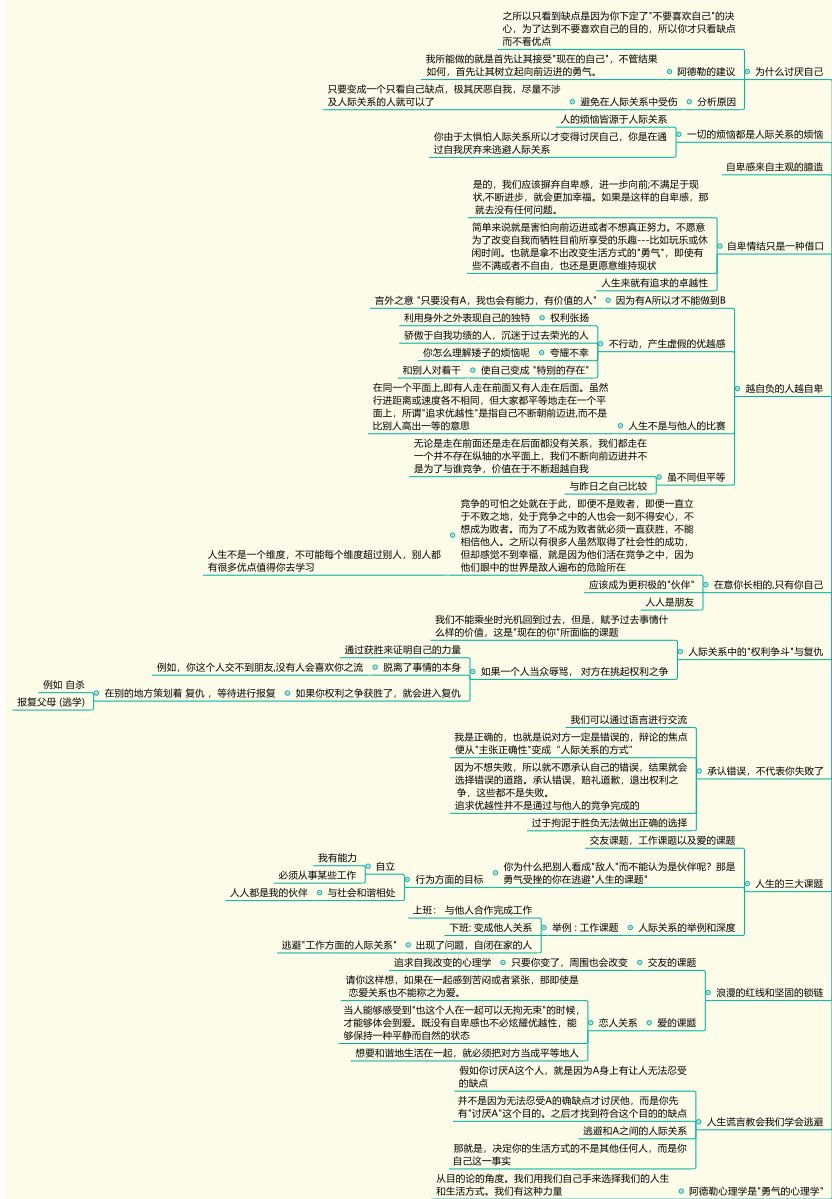 之所以只看到缺点是因为你下定了"不要喜欢自己"的决
心，为了达到不要喜欢自己的目的，所以你才只看缺点
而不看优点
我所能做的就是首先让其接受"现在的自己"，不管结果
如何，首先让其树立起向前迈进的勇气。
阿德勒的建议
为什么讨厌自己
只要变成一个只看自己缺点，极其厌恶自我，尽量不涉
及人际关系的人就可以了
避免在人际关系中受伤
分析原因
人的烦恼皆源于人际关系
你由于太惧怕人际关系所以才变得讨厌自己，你是在通
过自我厌弃来逃避人际关系
一切的烦恼都是人际关系的烦恼
自卑感来自主观的臆造
是的，我们应该摒弃自卑感，进一步向前;不满足于现
状,不断进步，就会更加幸福。如果是这样的自卑感，那
就去没有任何问题。
简单来说就是害怕向前迈进或者不想真正努力。不愿意
为了改变自我而牺牲目前所享受的乐趣---比如玩乐或休
闲时间。也就是拿不出改变生活方式的"勇气"，即使有
些不满或者不自由，也还是更愿意维持现状
人生来就有追求的卓越性
自卑情结只是一种借口
言外之意 "只要没有A，我也会有能力，有价值的人"
因为有A所以才不能做到B
利用身外之外表现自己的独特
权利张扬
骄傲于自我功绩的人，沉迷于过去荣光的人
你怎么理解矮子的烦恼呢
夸耀不幸
和别人对着干
使自己变成 "特别的存在"
不行动，产生虚假的优越感
越自负的人越自卑
在同一个平面上,即有人走在前面又有人走在后面。虽然
行进距离或速度各不相同，但大家都平等地走在一个平
面上，所谓"追求优越性"是指自己不断朝前迈进,而不是
比别人高出一等的意思
人生不是与他人的比赛
无论是走在前面还是走在后面都没有关系，我们都走在
一个并不存在纵轴的水平面上，我们不断向前迈进并不
是为了与谁竞争，价值在于不断超越自我
与昨日之自己比较
虽不同但平等
竞争的可怕之处就在于此，即便不是败者，即便一直立
于不败之地，处于竞争之中的人也会一刻不得安心，不
想成为败者。而为了不成为败者就必须一直获胜，不能
相信他人。之所以有很多人虽然取得了社会性的成功，
但却感觉不到幸福，就是因为他们活在竞争之中，因为
他们眼中的世界是敌人遍布的危险所在
人生不是一个维度，不可能每个维度超过别人，别人都
有很多优点值得你去学习
应该成为更积极的"伙伴"
人人是朋友
在意你长相的,只有你自己
我们不能乘坐时光机回到过去，但是，赋予过去事情什
么样的价值，这是"现在的你"所面临的课题
通过获胜来证明自己的力量
例如，你这个人交不到朋友,没有人会喜欢你之流
脱离了事情的本身
如果一个人当众辱骂， 对方在挑起权利之争
人际关系中的"权利争斗"与复仇
例如 自杀
报复父母 (逃学)
在别的地方策划着 复仇 ，等待进行报复
如果你权利之争获胜了，就会进入复仇
我们可以通过语言进行交流
我是正确的，也就是说对方一定是错误的，辩论的焦点
便从"主张正确性"变成 “人际关系的方式”
因为不想失败，所以就不愿承认自己的错误，结果就会
选择错误的道路。承认错误，赔礼道歉，退出权利之
争，这些都不是失败。
追求优越性并不是通过与他人的竞争完成的
过于拘泥于胜负无法做出正确的选择
承认错误，不代表你失败了
交友课题，工作课题以及爱的课题
我有能力
必须从事某些工作
自立
人人都是我的伙伴
与社会和谐相处
行为方面的目标
你为什么把别人看成"敌人"而不能认为是伙伴呢？那是
勇气受挫的你在逃避"人生的课题"
人生的三大课题
上班： 与他人合作完成工作
下班: 变成他人关系
逃避"工作方面的人际关系"
出现了问题，自闭在家的人
举例 : 工作课题
人际关系的举例和深度
追求自我改变的心理学
只要你变了，周围也会改变
交友的课题
请你这样想，如果在一起感到苦闷或者紧张，那即使是
恋爱关系也不能称之为爱。
当人能够感受到"也这个人在一起可以无拘无束"的时候，
才能够体会到爱。既没有自卑感也不必炫耀优越性，能
够保持一种平静而自然的状态
想要和谐地生活在一起，就必须把对方当成平等地人
恋人关系
爱的课题
浪漫的红线和坚固的锁链
假如你讨厌A这个人，就是因为A身上有让人无法忍受
的缺点
并不是因为无法忍受A的确缺点才讨厌他，而是你先
有"讨厌A"这个目的。之后才找到符合这个目的的缺点
逃避和A之间的人际关系
那就是，决定你的生活方式的不是其他任何人，而是你
自己这一事实
人生谎言教会我们学会逃避
从目的论的角度。我们用我们自己手来选择我们的人生
和生活方式。我们有这种力量
阿德勒心理学是"勇气的心理学"